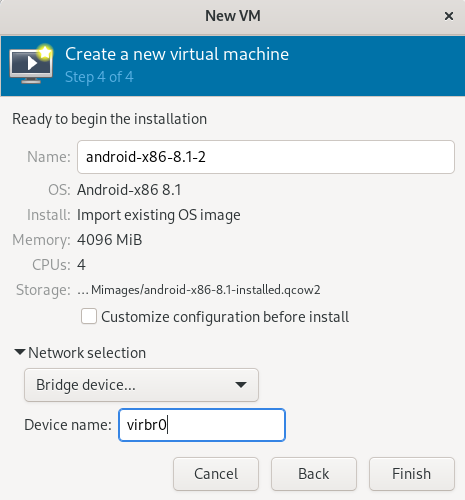 New VM
Create a new virtual machine
Step 4 of 4
Ready to begin the installation
Name: android-x86-8.1-2
OS: Android-x86 8.1
Install: Import existing OS image
Memory: 4096 MiB
CPUs: 4
Storage: ... Mimages/android-x86-8.1-installed.qcow2
Customize configuration before install
Network selection
Bridge device...
Device name: virbr0
Cancel Back Finish